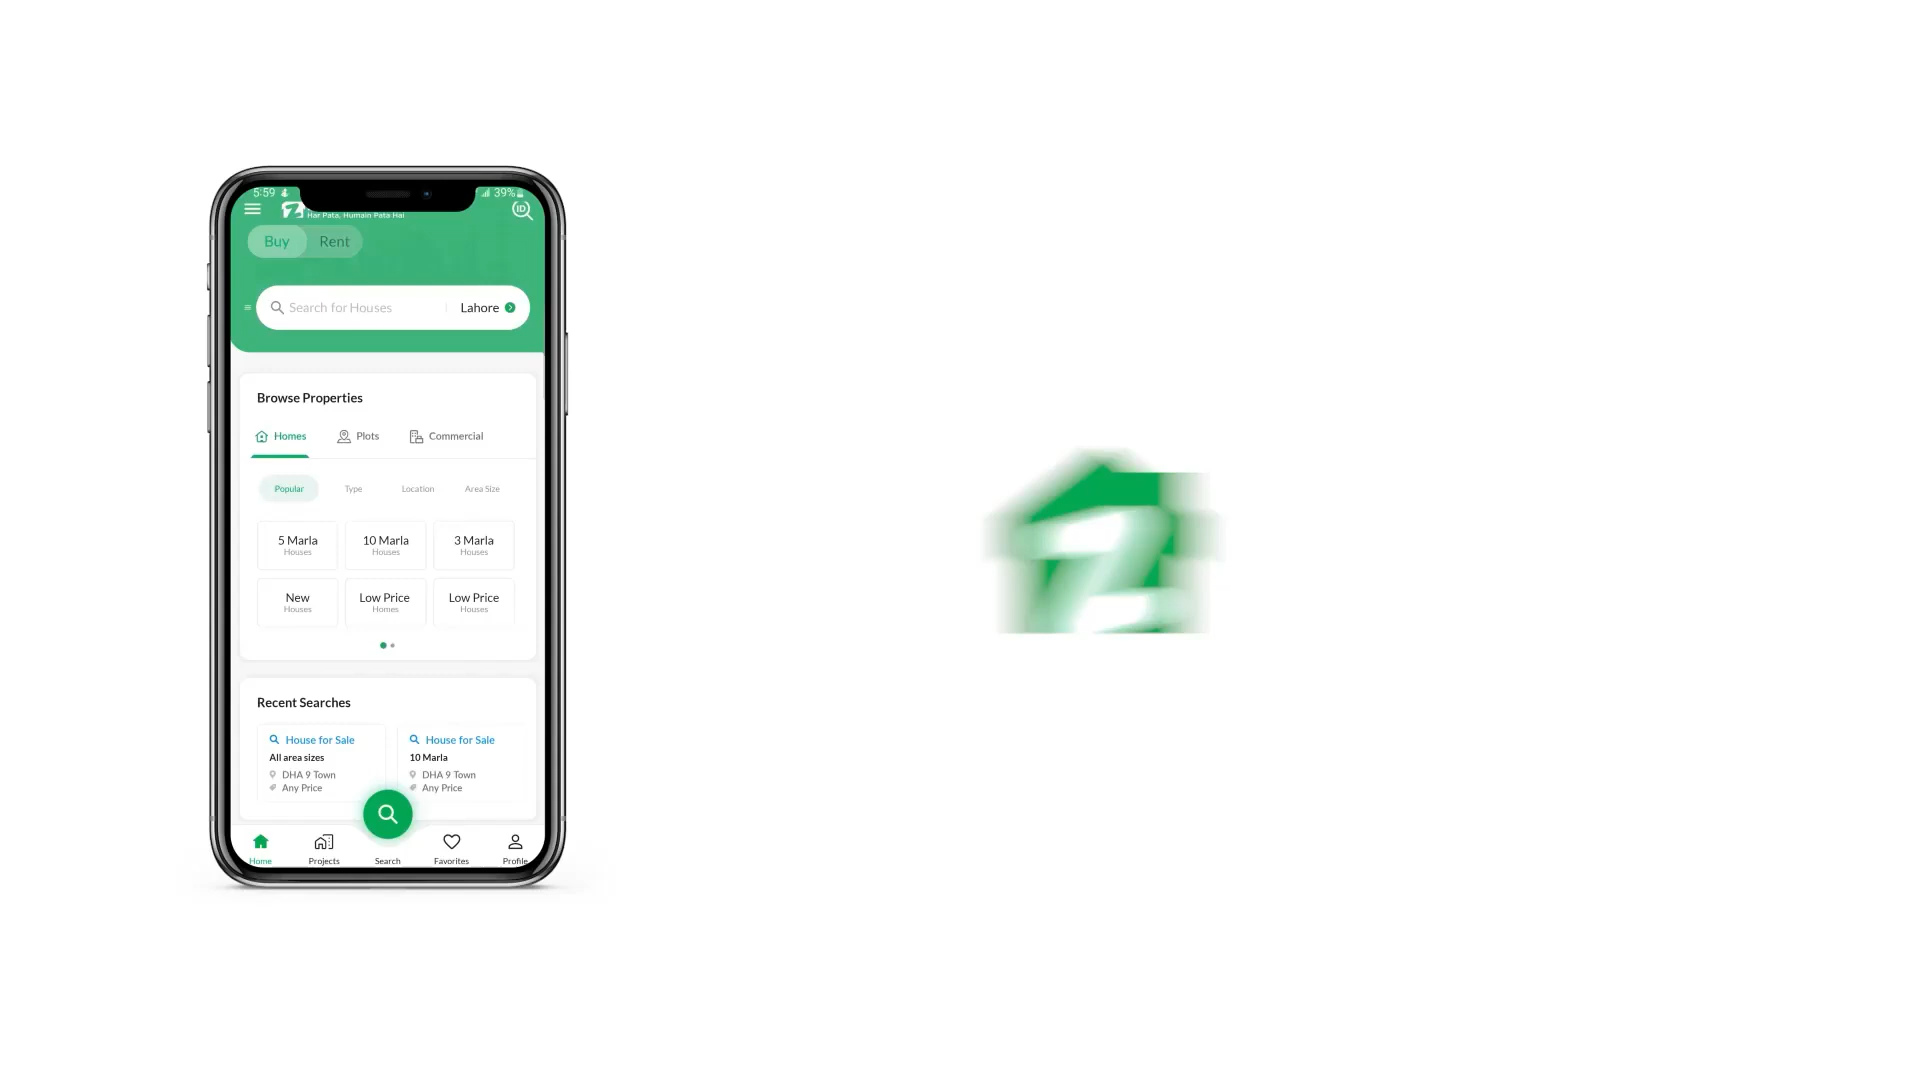 5:59
39%
Har Pata, Humain Pata Hai
ID
Buy Rent
Search for Houses Lahore
Browse Properties
Homes Plots Commercial
Popular Type Location Area Size
5 Marla 10 Marla 3 Marla
Houses Houses Houses
New Low Price Low Price
Houses Homes Houses
Recent Searches
House for Sale House for Sale
All area sizes 10 Marla
DHA 9 Town DHA 9 Town
Any Price Any Price
Home Projects Search Favorites Profile
Z